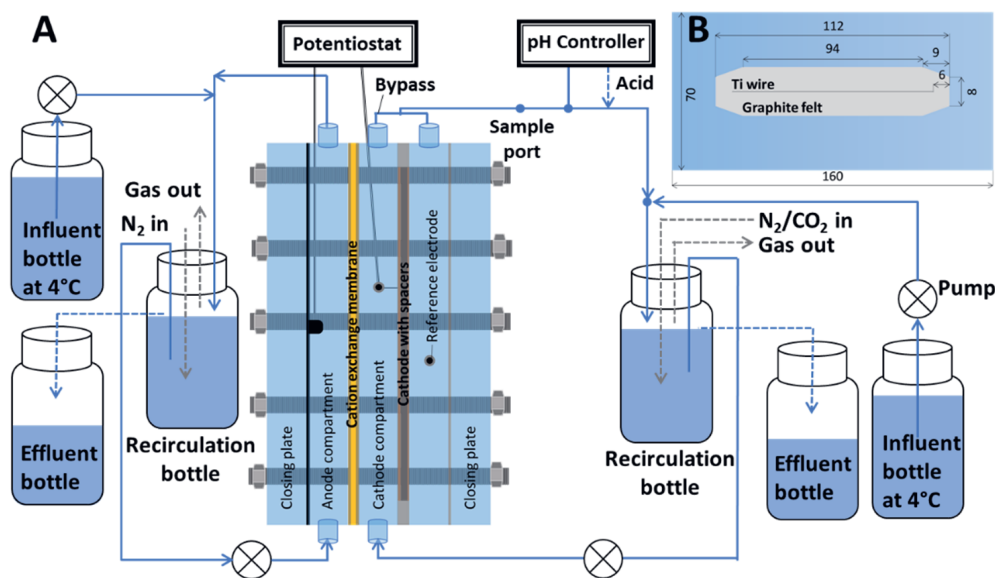 A
Potentiostat
pH Controller
B
112
94
9
6
8
70
Ti wire
Graphite felt
160
Bypass
Acid
Sample
port
Gas out
N₂ in
Influent
bottle
at 4°C
Effluent
bottle
Recirculation
bottle
Closing plate
Anode compartment
Cation exchange membrane
Cathode compartment
Cathode with spacers
Reference electrode
Closing plate
N₂/CO₂ in
Gas out
Pump
Recirculation
bottle
Effluent
bottle
Influent
bottle
at 4°C